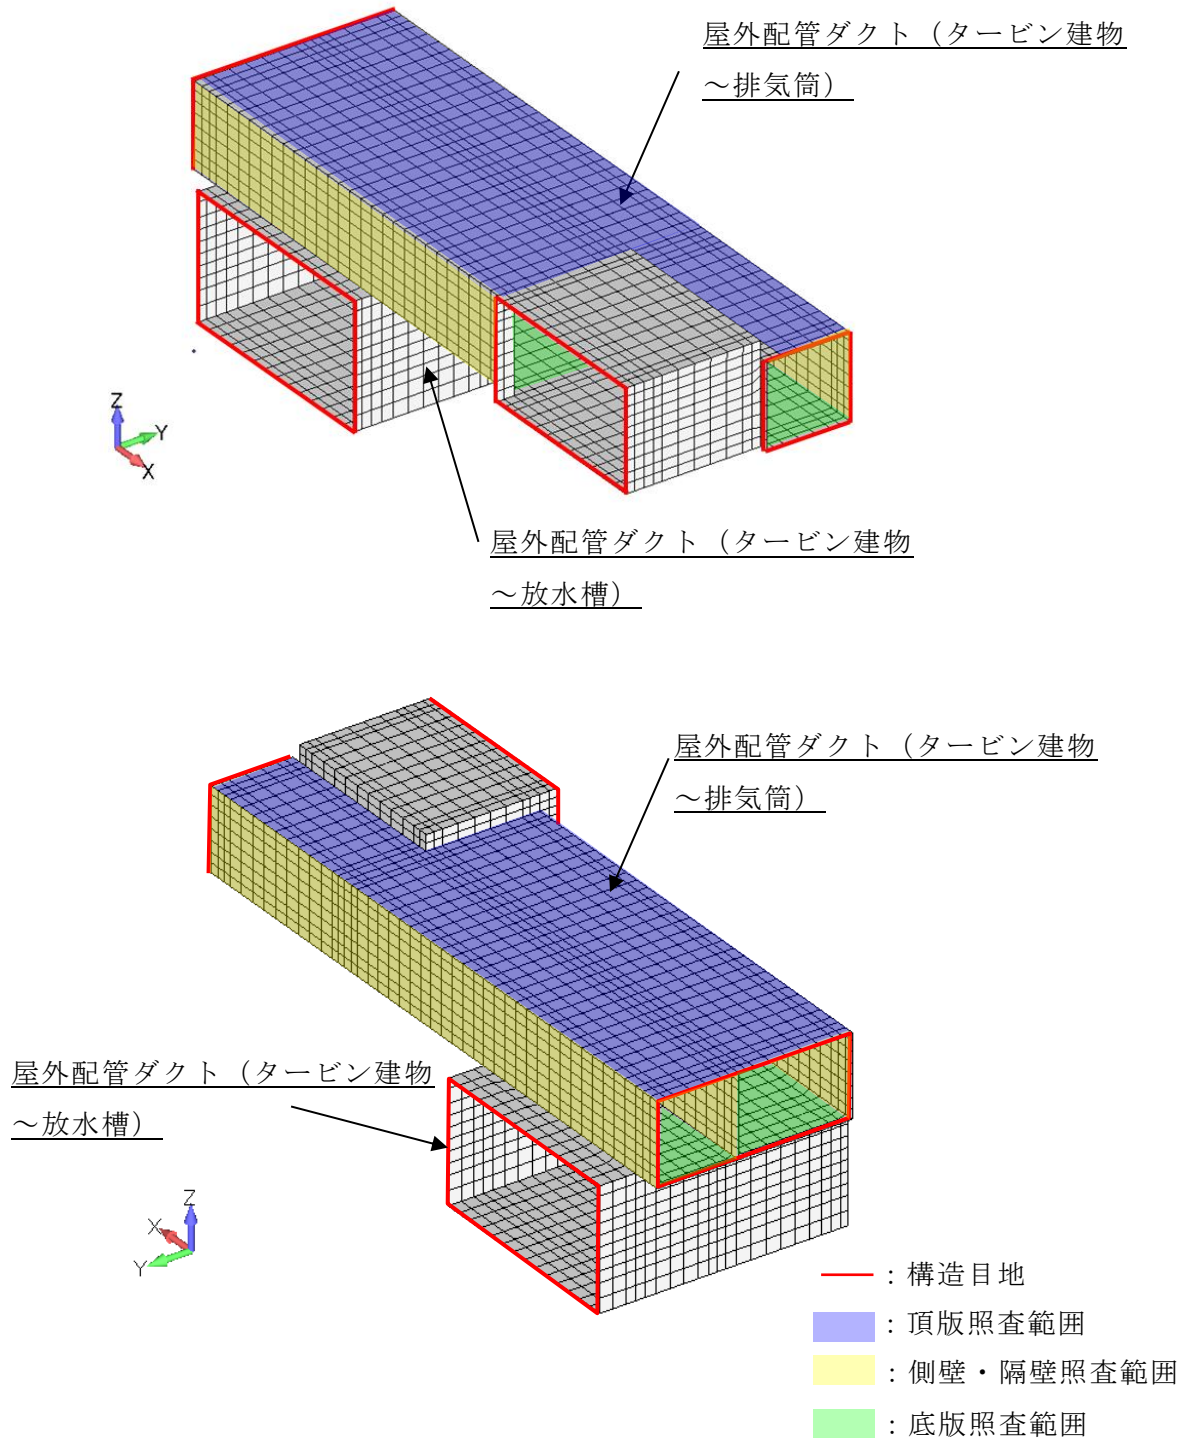 屋外配管ダクト（タービン建物
～排気筒）
Z
Y
X
屋外配管ダクト（タービン建物
～放水槽）
屋外配管ダクト（タービン建物
～排気筒）
屋外配管ダクト（タービン建物
～放水槽）
Z
X
Y
：構造目地
：頂版照査範囲
：側壁・隔壁照査範囲
：底版照査範囲